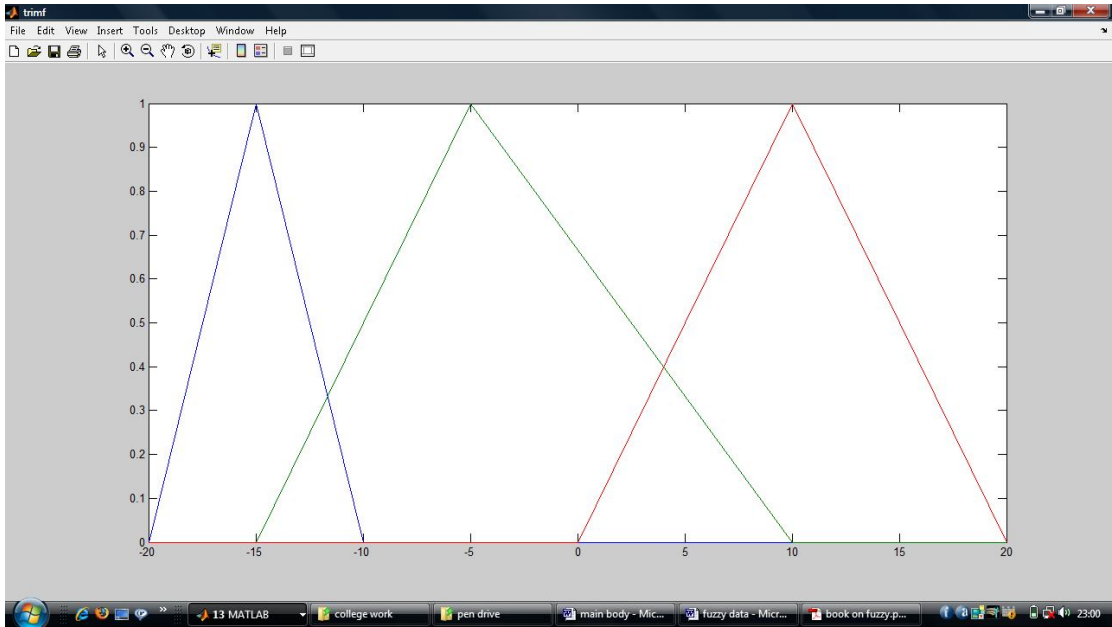 trimf
File Edit View Insert Tools Desktop Window Help
1
0.9
0.8
0.7
0.6
0.5
0.4
0.3
0.2
0.1
0
-20 -15 -10 -5 0 5 10 15 20
» 13 MATLAB college work pen drive main body - Mic... fuzzy data - Micr... book on fuzzy.p... 23:00